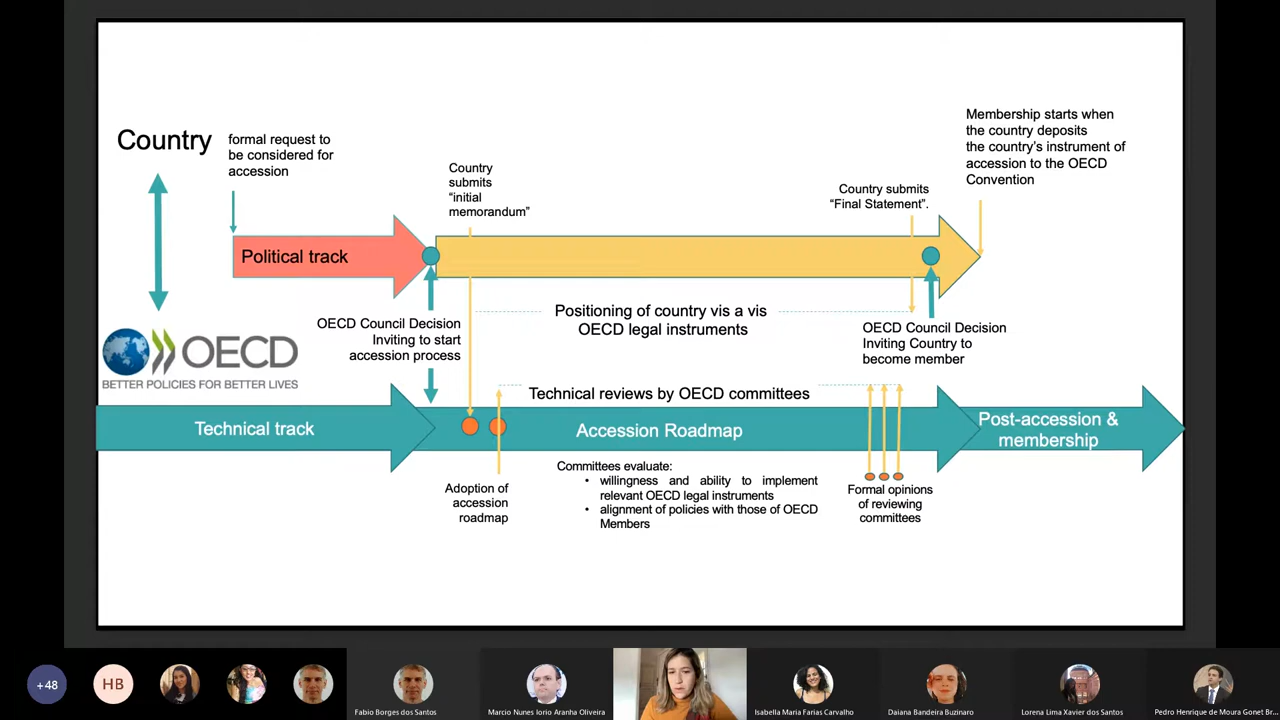 Country
formal request to
be considered for
accession
Country
submits
“initial
memorandum”
Country submits
“Final Statement”.
Membership starts when
the country deposits
the country’s instrument of
accession to the OECD
Convention
Political track
OECD Council Decision
Inviting to start
accession process
Positioning of country vis a vis
OECD legal instruments
OECD Council Decision
Inviting Country to
become member
OECD
BETTER POLICIES FOR BETTER LIVES
Technical reviews by OECD committees
Technical track
Accession Roadmap
Post-accession &
membership
Adoption of
accession
roadmap
Committees evaluate:
• willingness and ability to implement
relevant OECD legal instruments
• alignment of policies with those of OECD
Members
Formal opinions
of reviewing
committees
+48
HB
Fabio Borges dos Santos
Marcio Nunes Iorio Aranha Oliveira
Isabella Maria Farias Carvalho
Daiana Bandeira Buzinaro
Lorena Lima Xavier dos Santos
Pedro Henrique de Moura Gonet Br...